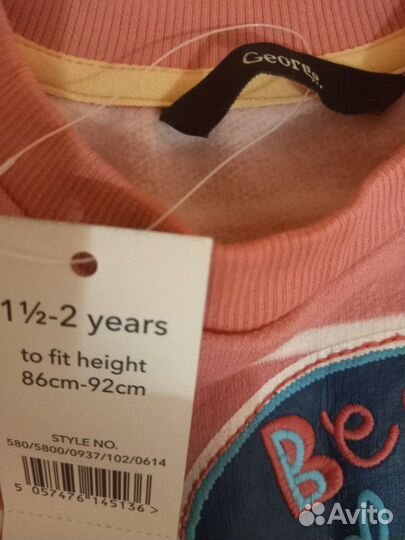 George.
1½-2 years
to fit height
86cm-92cm
STYLE NO.
580/5800/0937/102/0614
5 057476 145136 >
Be
Avito